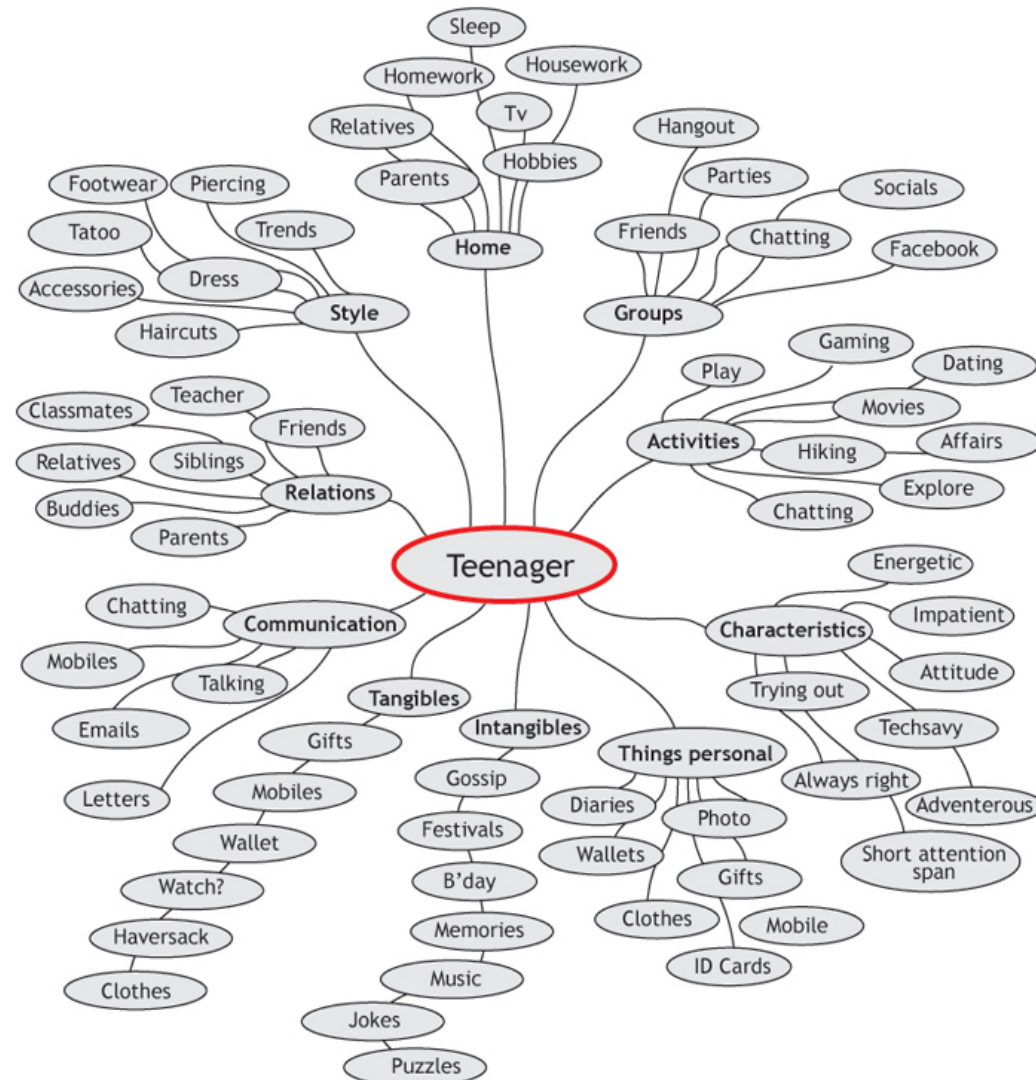 Sleep
Homework
Housework
Tv
Relatives
Hobbies
Parents
Home
Hangout
Parties
Socials
Friends
Chatting
Facebook
Groups
Footwear
Piercing
Tatoo
Trends
Dress
Accessories
Style
Haircuts
Gaming
Play
Dating
Movies
Activities
Hiking
Affairs
Explore
Chatting
Teacher
Classmates
Friends
Relatives
Siblings
Relations
Buddies
Parents
Teenager
Energetic
Impatient
Characteristics
Attitude
Trying out
Techsavy
Always right
Adventerous
Short attention
span
Chatting
Communication
Mobiles
Talking
Emails
Letters
Tangibles
Gifts
Mobiles
Wallet
Watch?
Haversack
Clothes
Intangibles
Gossip
Festivals
B'day
Memories
Music
Jokes
Puzzles
Things personal
Diaries
Photo
Wallets
Gifts
Clothes
Mobile
ID Cards